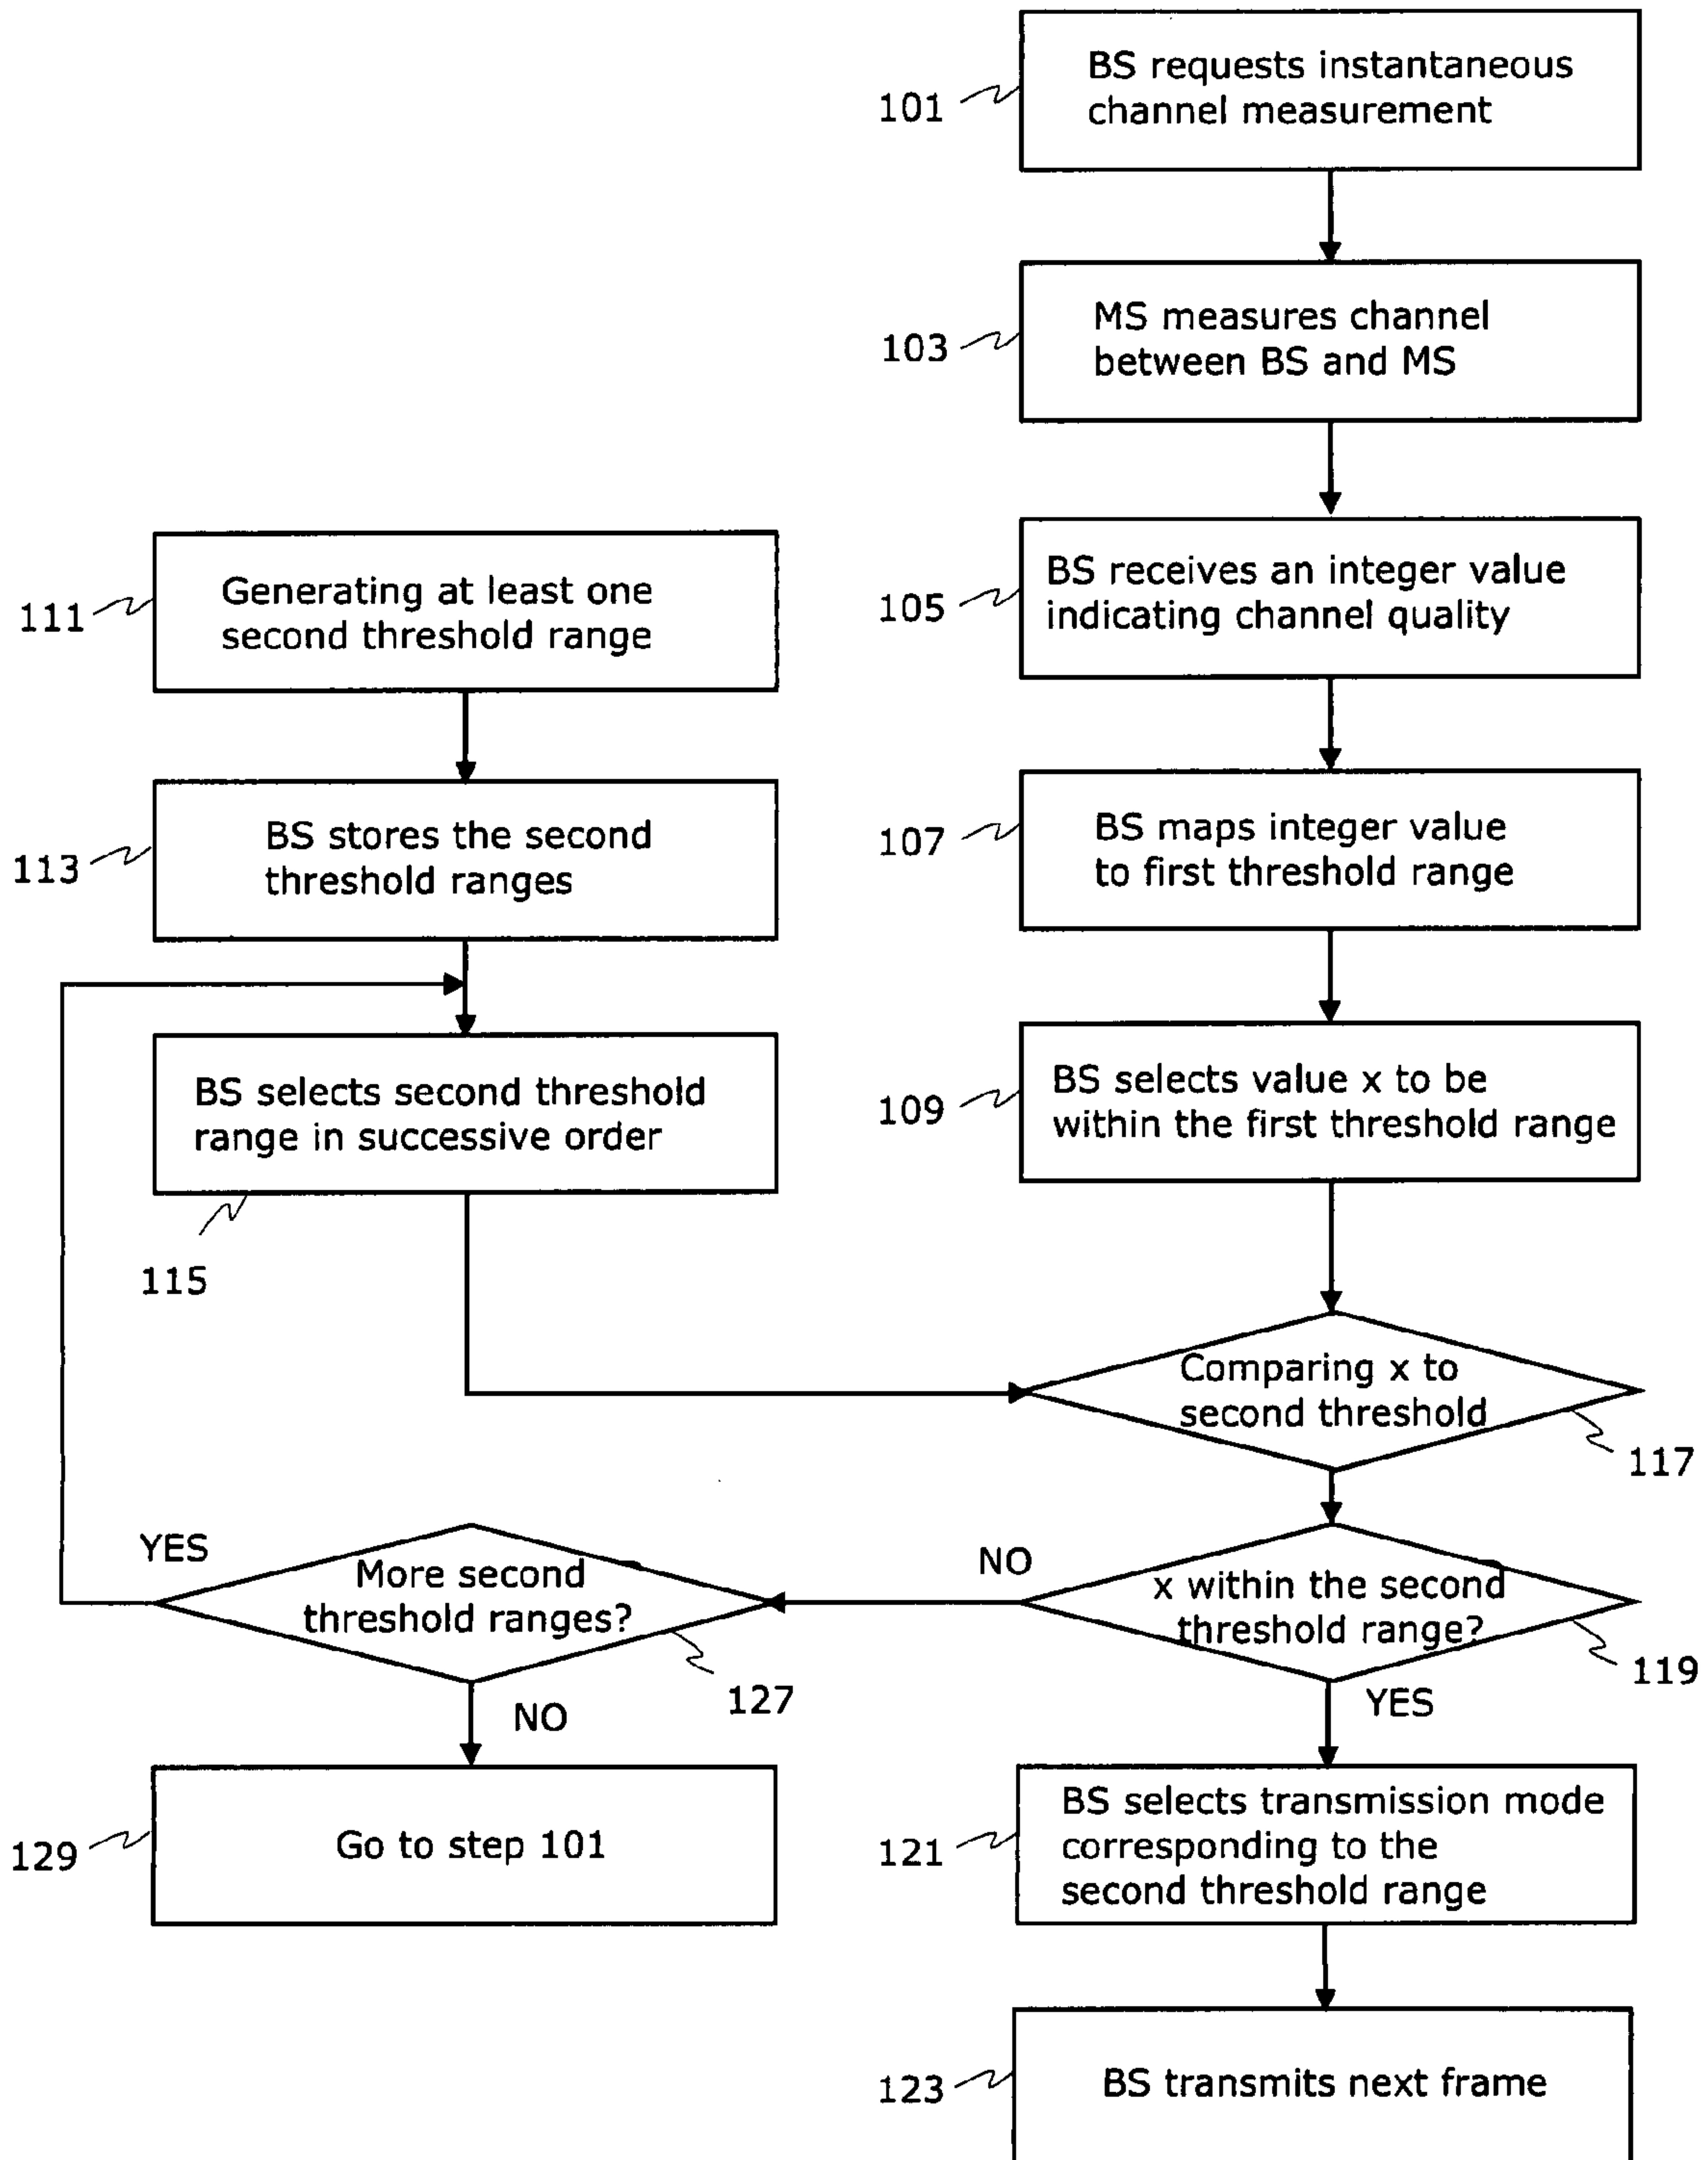 BS requests instantaneous
channel measurement
101
MS measures channel
between BS and MS
103
BS receives an integer value
indicating channel quality
105
Generating at least one
second threshold range
111
BS maps integer value
to first threshold range
107
BS stores the second
threshold ranges
113
BS selects value x to be
within the first threshold range
109
BS selects second threshold
range in successive order
115
Comparing x to
second threshold
117
x within the second
threshold range?
119
NO
YES
More second
threshold ranges?
127
YES
NO
Go to step 101
129
BS selects transmission mode
corresponding to the
second threshold range
121
BS transmits next frame
123